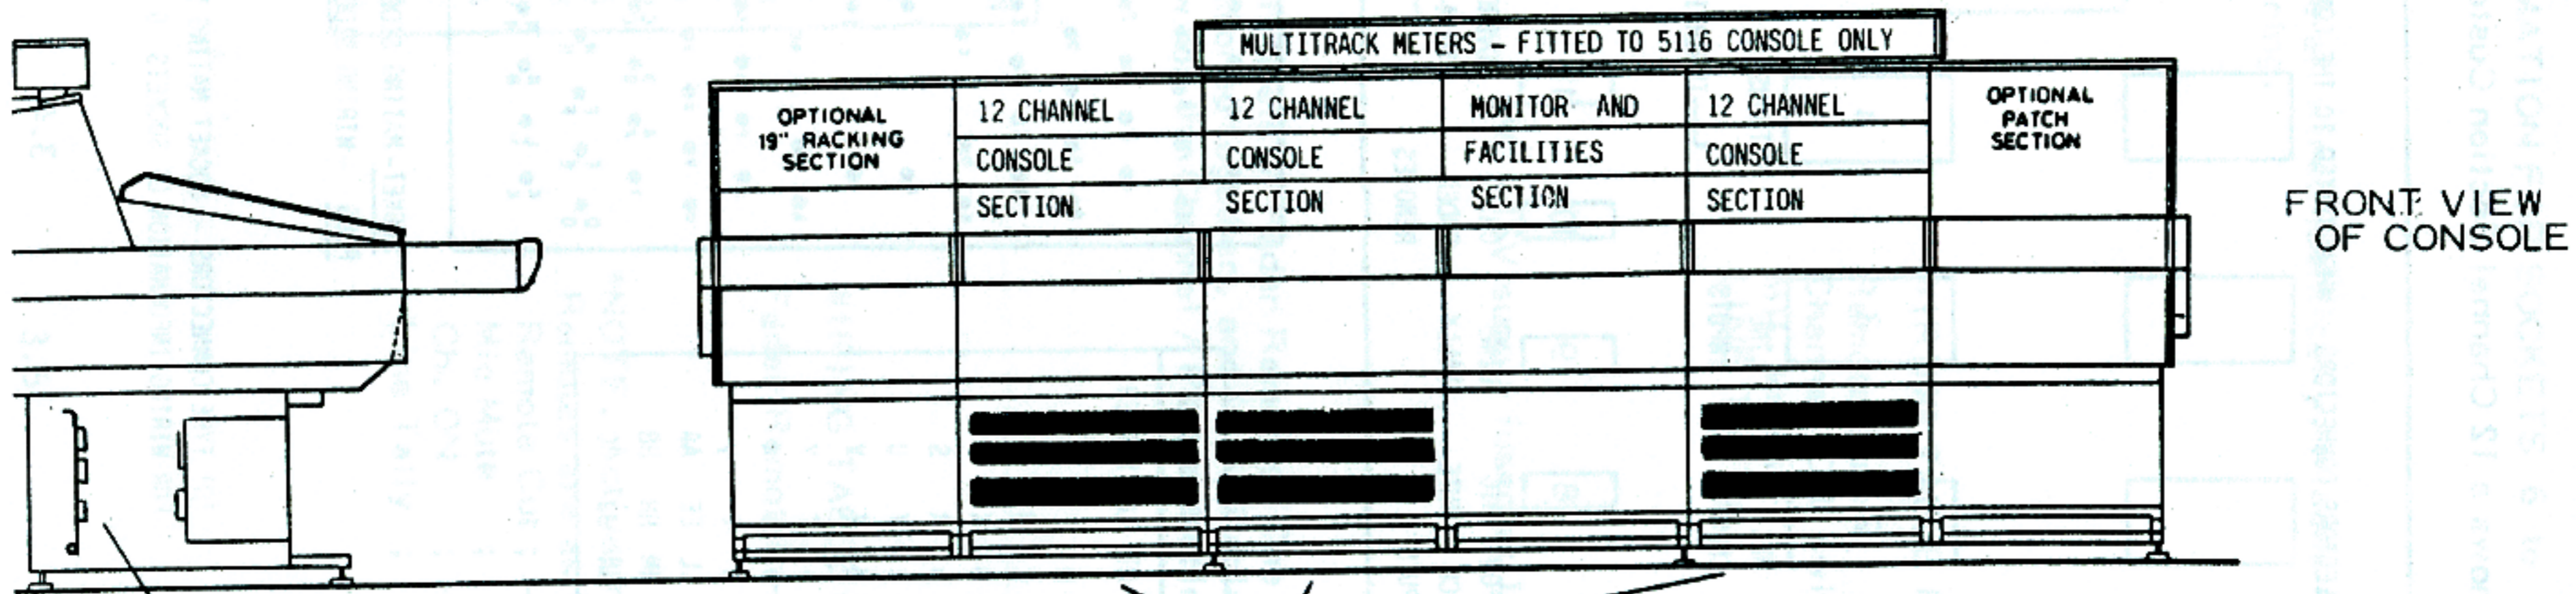 MULTITRACK METERS - FITTED TO 5116 CONSOLE ONLY
OPTIONAL
19" RACKING
SECTION
12 CHANNEL
CONSOLE
SECTION
12 CHANNEL
CONSOLE
SECTION
MONITOR AND
FACILITIES
SECTION
12 CHANNEL
CONSOLE
SECTION
OPTIONAL
PATCH
SECTION
FRONT VIEW
OF CONSOLE